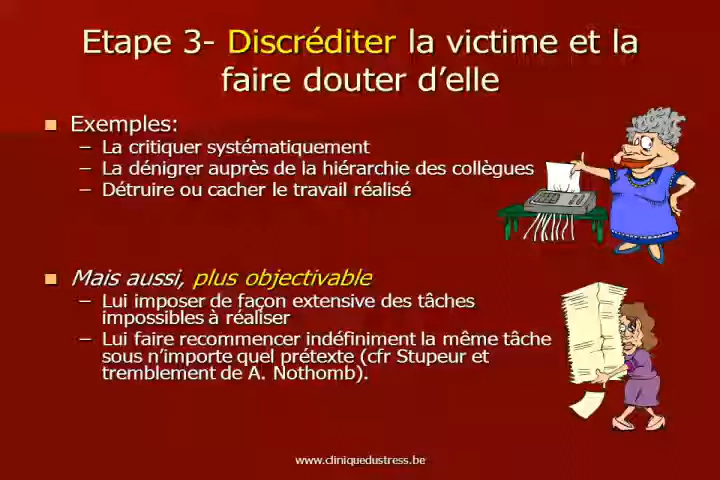 Etape 3- Discréditer la victime et la
faire douter d’elle
Exemples:
– La critiquer systématiquement
– La dénigrer auprès de la hiérarchie des collègues
– Détruire ou cacher le travail réalisé
Mais aussi, plus objectivable
– Lui imposer de façon extensive des tâches
impossibles à réaliser
– Lui faire recommencer indéfiniment la même tâche
sous n’importe quel prétexte (cfr Stupeur et
tremblement de A. Nothomb).
www.cliniquedustress.be